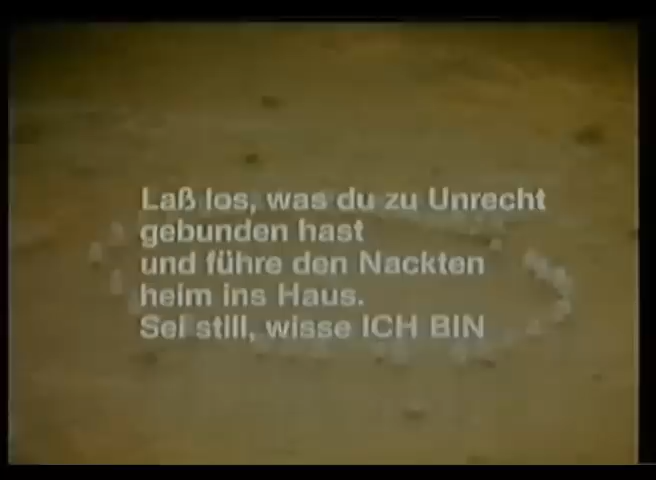 Laß los, was du zu Unrecht
gebunden hast
und führe den Nackten
heim ins Haus.
Sei still, wisse ICH BIN